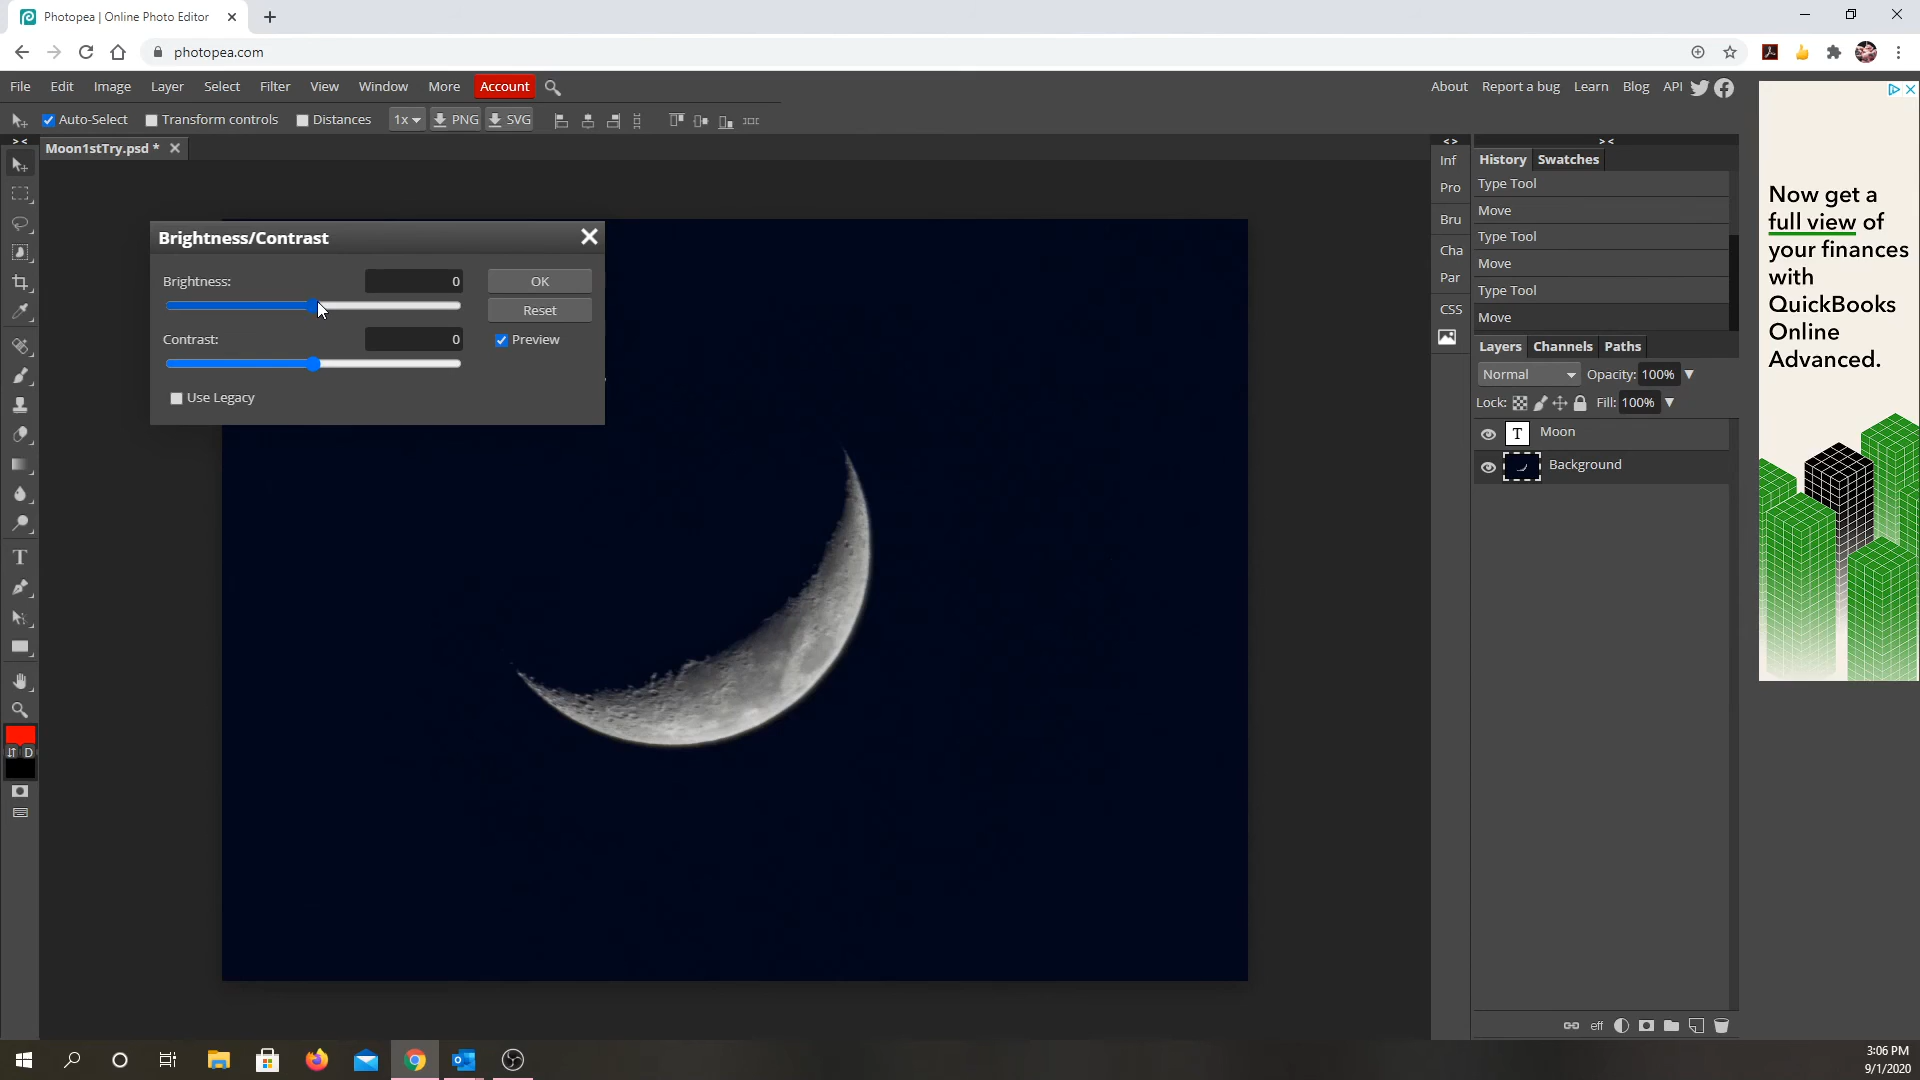 Photopea | Online Photo Editor
photopea.com
File Edit Image Layer Select Filter View Window More Account
About Report a bug Learn Blog API
Auto-Select Transform controls Distances 1x PNG SVG
Moon1stTry.psd *
Brightness/Contrast
Brightness: 0
OK
Reset
Contrast: 0
Preview
Use Legacy
Inf
Pro
Bru
Cha
Par
CSS
History Swatches
Type Tool
Move
Type Tool
Move
Type Tool
Move
Layers Channels Paths
Normal Opacity: 100%
Lock: Fill: 100%
T Moon
Background
eff
T
D
Now get a
full view of
your finances
with
QuickBooks
Online
Advanced.
3:06 PM
9/1/2020